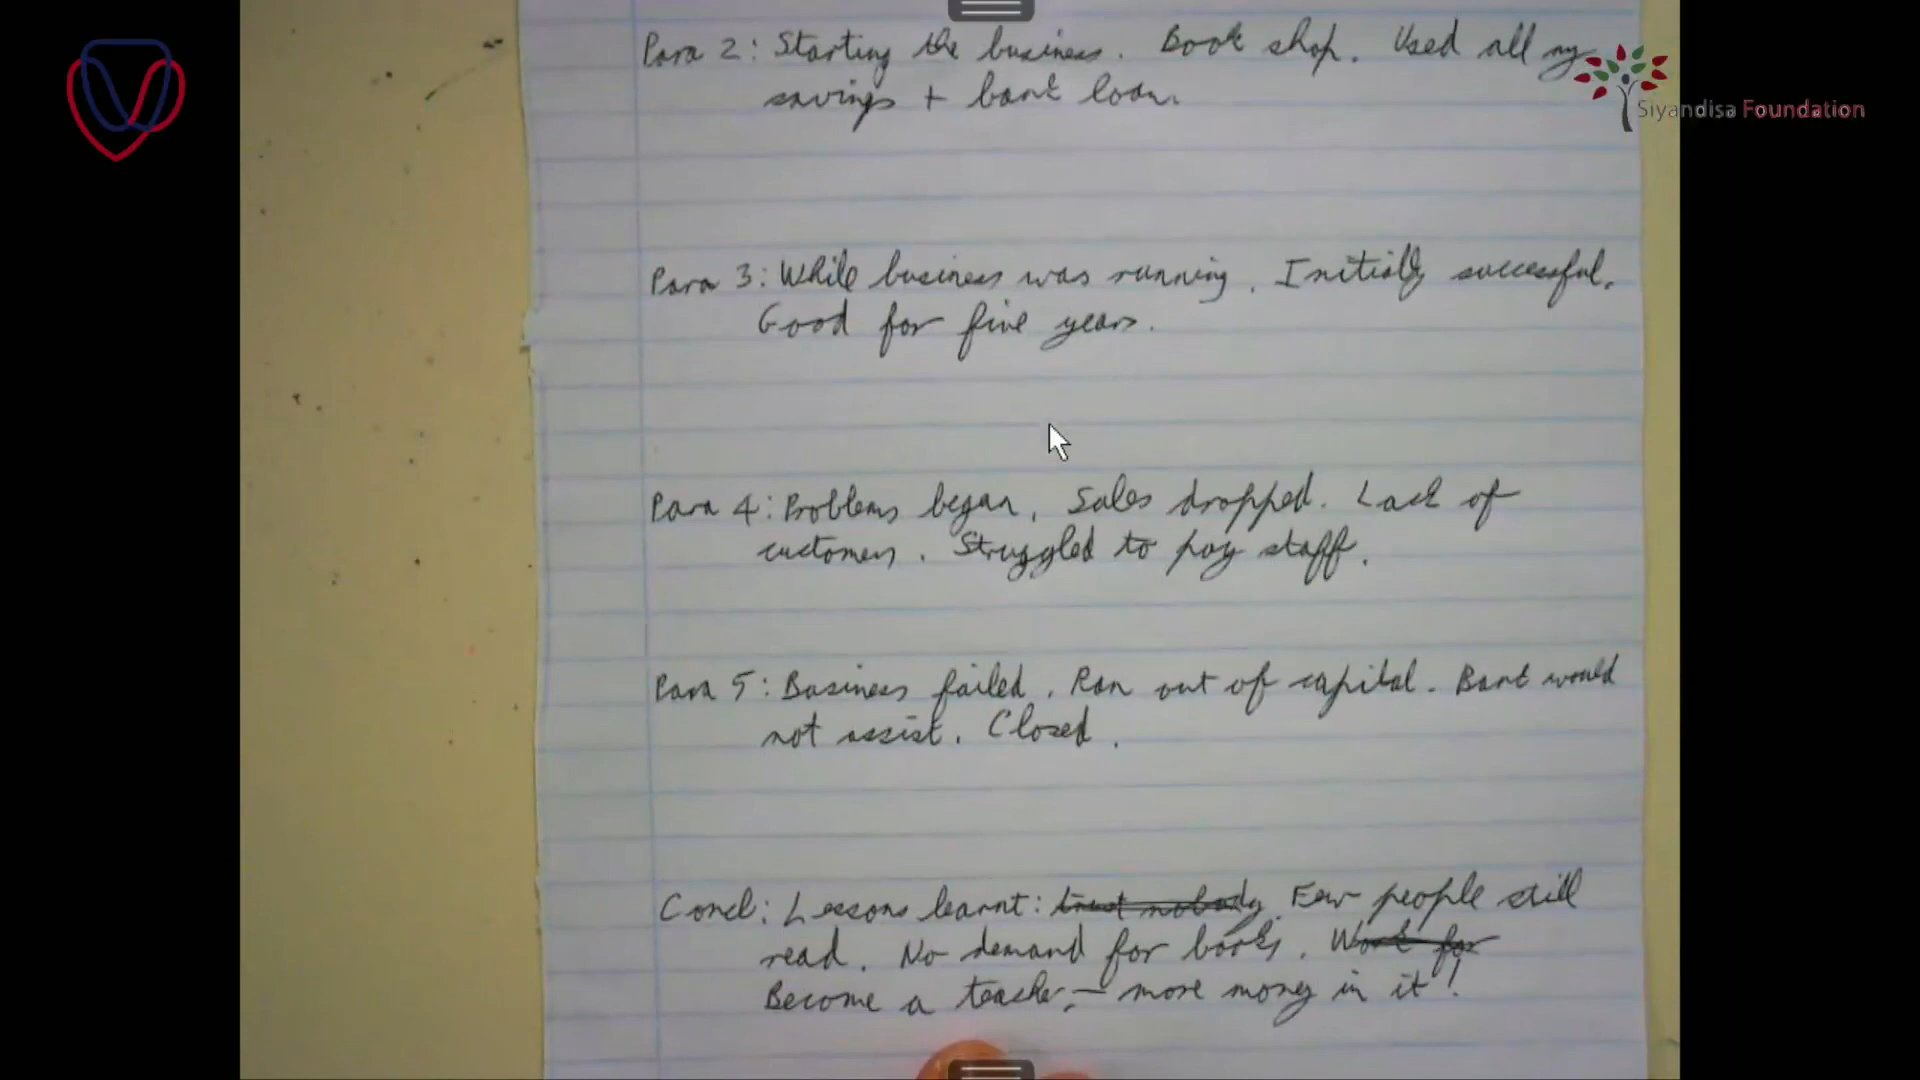 Para 2: Starting the business. Book shop. Used all my
savings + bank loan.
Siyandisa Foundation
Para 3: While business was running. Initially successful.
Good for five years.
Para 4: Problems began. Sales dropped. Lack of
customers. Struggled to pay staff.
Para 5: Business failed. Ran out of capital. Bank would
not assist. Closed.
Concl: Lessons learnt: trust nobody. Few people still
read. No demand for books. Work for
Become a teacher, - more money in it!